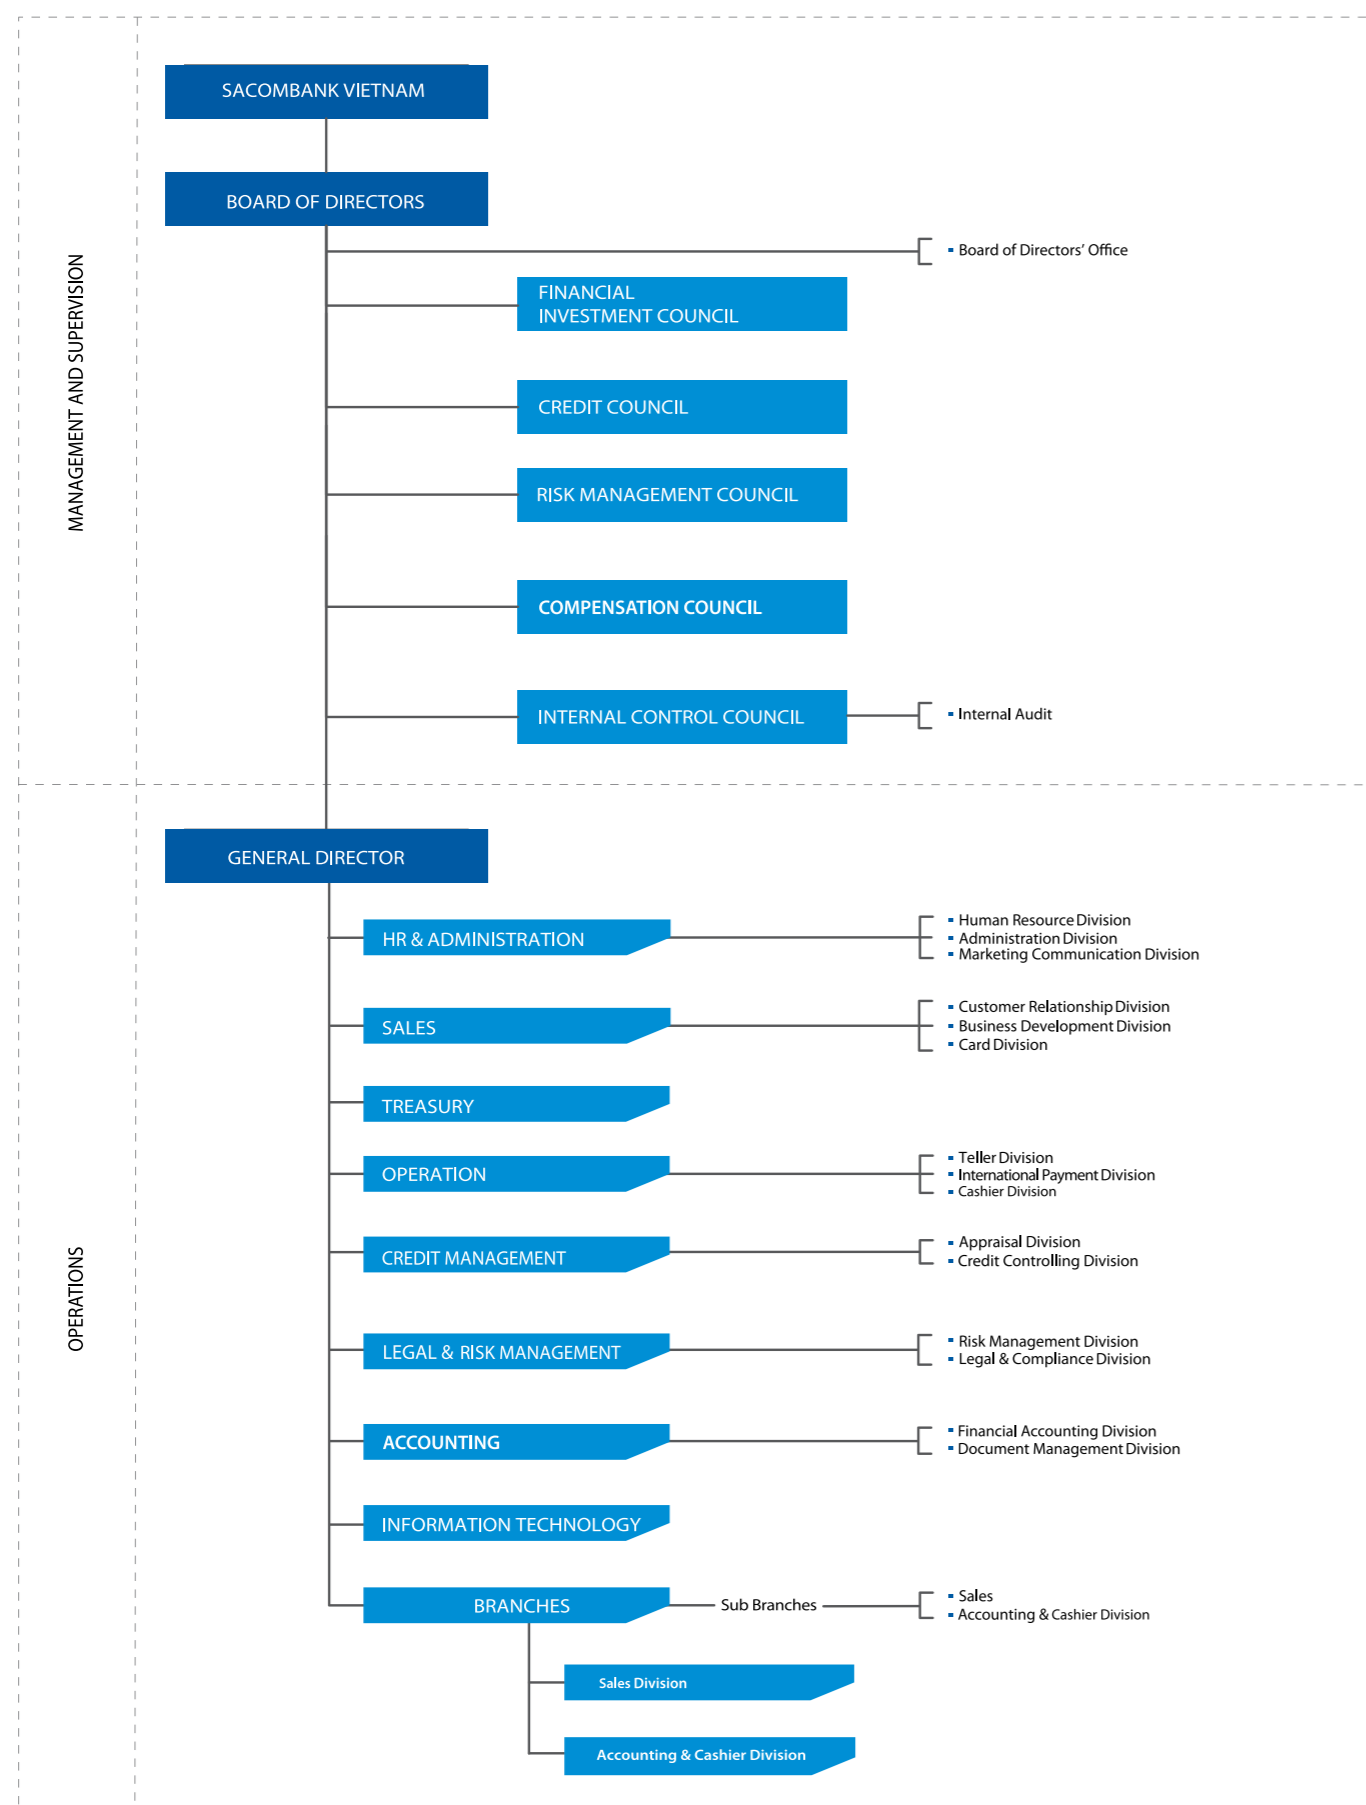 SACOMBANK VIETNAM
BOARD OF DIRECTORS
MANAGEMENT AND SUPERVISION
Board of Directors' Office
FINANCIAL
INVESTMENT COUNCIL
CREDIT COUNCIL
RISK MANAGEMENT COUNCIL
COMPENSATION COUNCIL
INTERNAL CONTROL COUNCIL
Internal Audit
OPERATIONS
GENERAL DIRECTOR
HR & ADMINISTRATION
Human Resource Division
Administration Division
Marketing Communication Division
SALES
Customer Relationship Division
Business Development Division
Card Division
TREASURY
OPERATION
Teller Division
International Payment Division
Cashier Division
CREDIT MANAGEMENT
Appraisal Division
Credit Controlling Division
LEGAL & RISK MANAGEMENT
Risk Management Division
Legal & Compliance Division
ACCOUNTING
Financial Accounting Division
Document Management Division
INFORMATION TECHNOLOGY
BRANCHES
Sub Branches
Sales
Accounting & Cashier Division
Sales Division
Accounting & Cashier Division